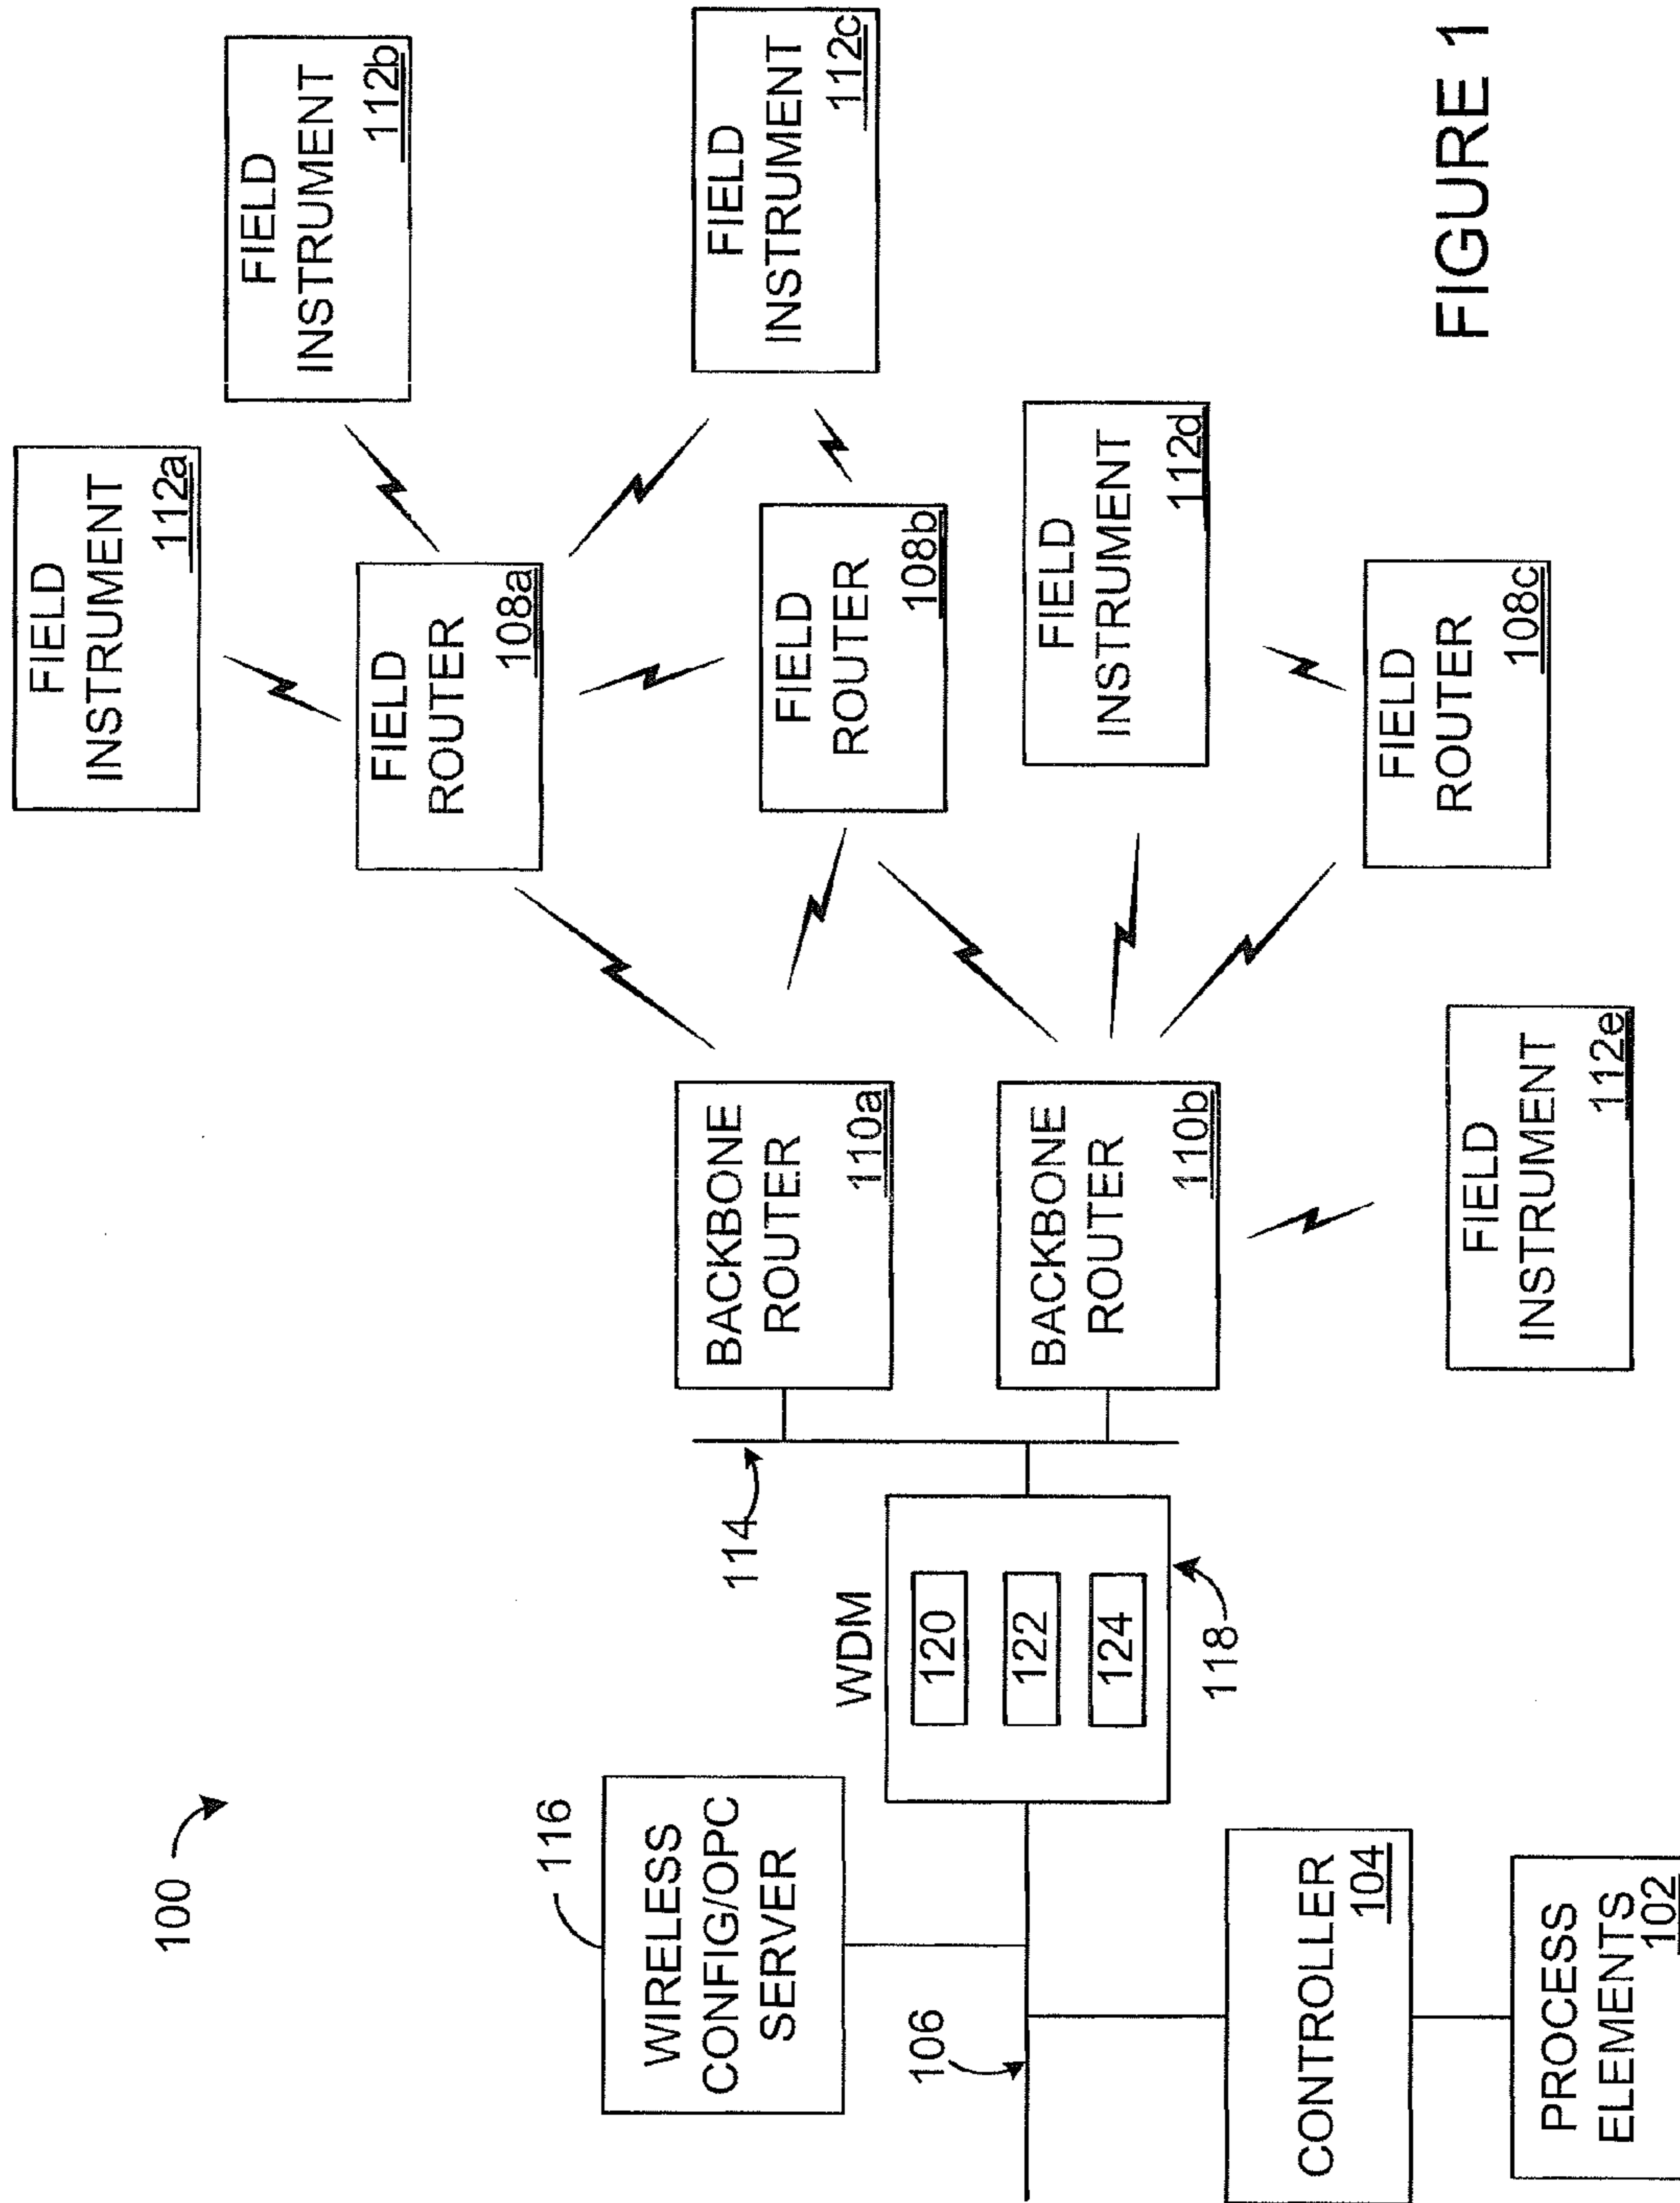 100
WIRELESS
CONFIG/OPC
SERVER
116
106
CONTROLLER
104
PROCESS
ELEMENTS
102
WDM
120
122
124
118
114
BACKBONE
ROUTER
110a
BACKBONE
ROUTER
110b
FIELD
INSTRUMENT
112a
FIELD
INSTRUMENT
112b
FIELD
INSTRUMENT
112c
FIELD
ROUTER
108a
FIELD
ROUTER
108b
FIELD
INSTRUMENT
112d
FIELD
ROUTER
108c
FIELD
INSTRUMENT
112e
FIGURE 1